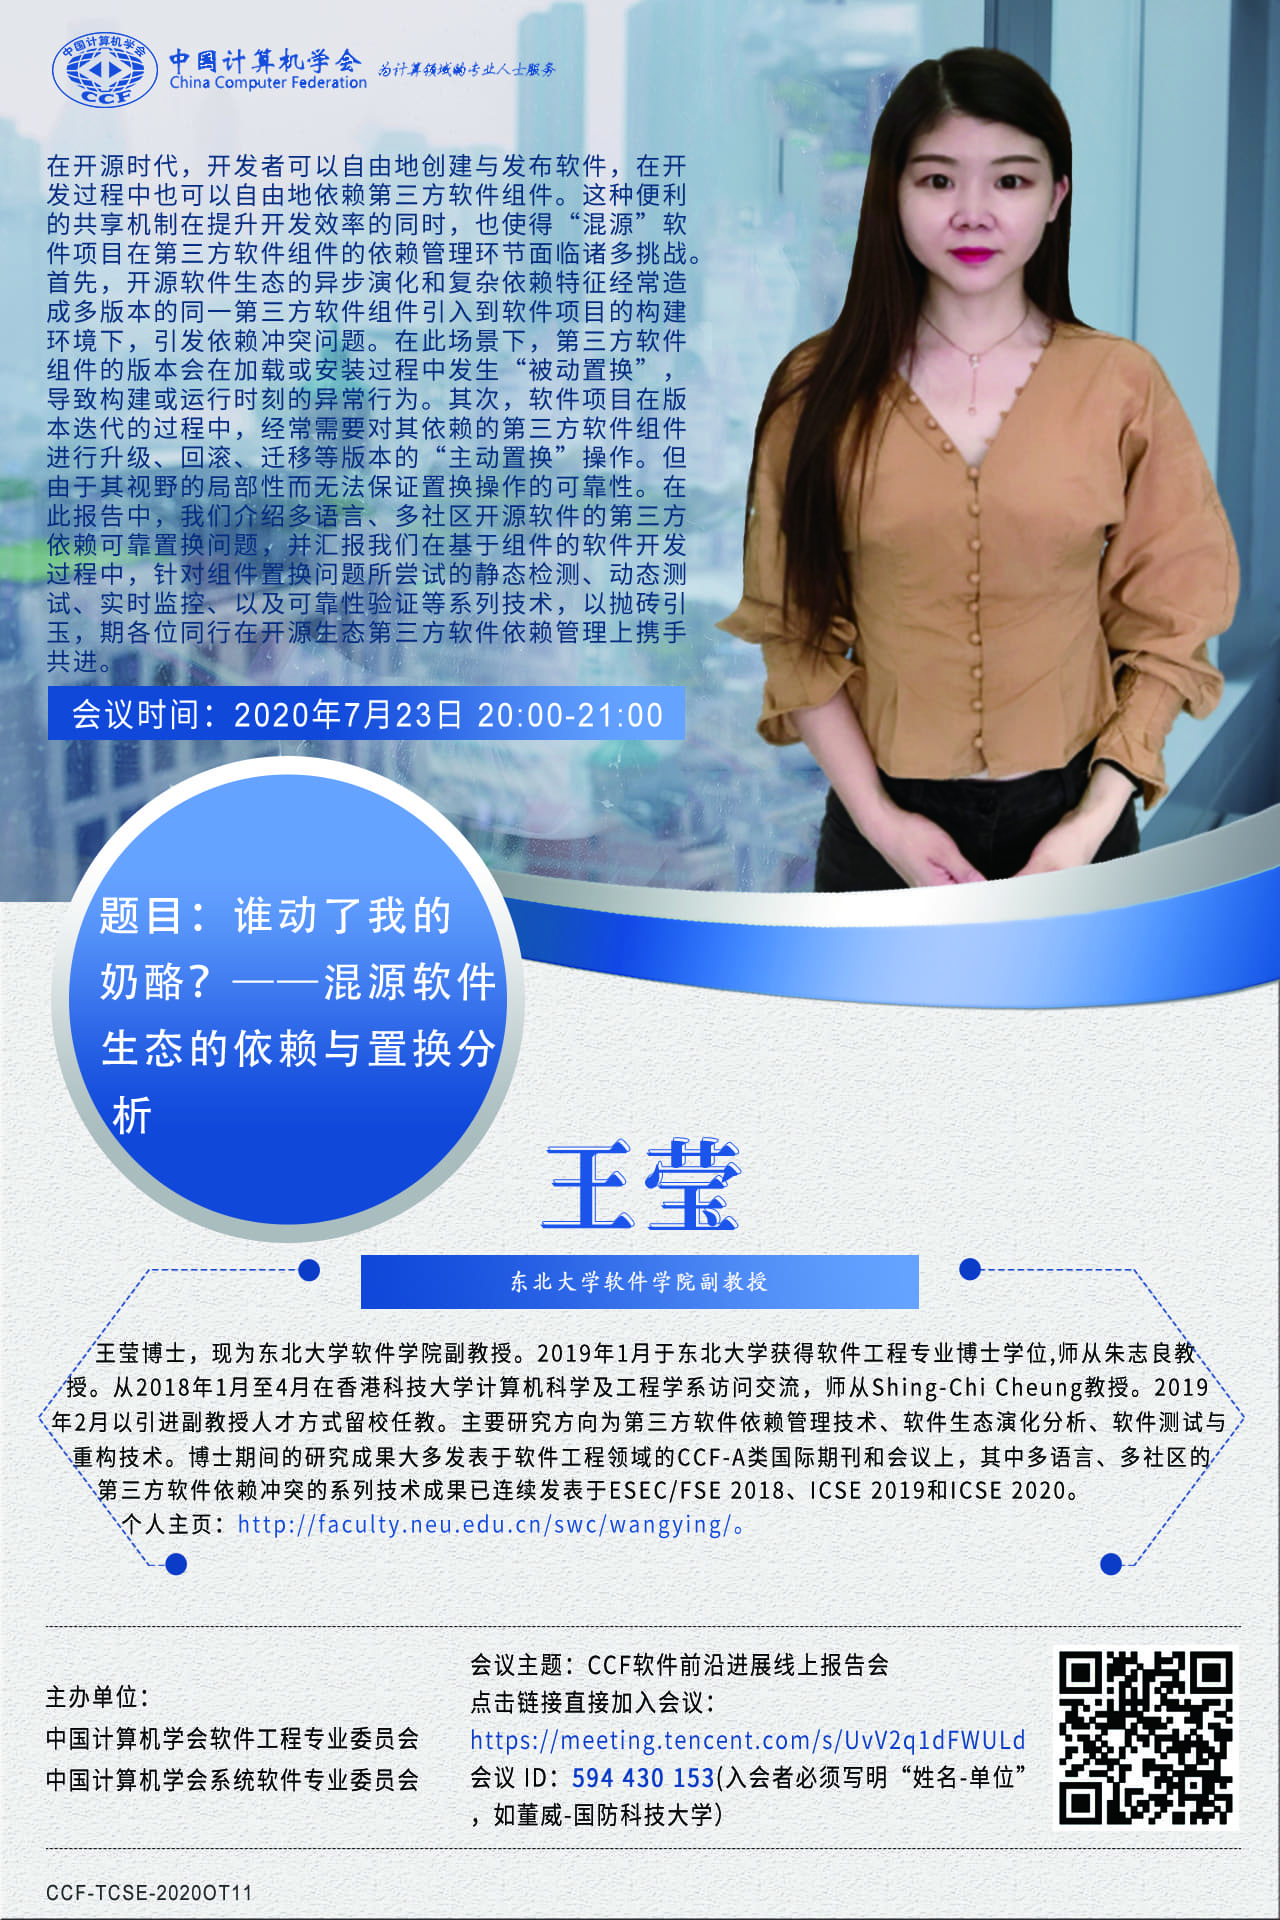 中国计算机学会
CCF
中国计算机学会
China Computer Federation
为计算领域的专业人士服务
在开源时代，开发者可以自由地创建与发布软件，在开
发过程中也可以自由地依赖第三方软件组件。这种便利
的共享机制在提升开发效率的同时，也使得“混源”软
件项目在第三方软件组件的依赖管理环节面临诸多挑战。
首先，开源软件生态的异步演化和复杂依赖特征经常造
成多版本的同一第三方软件组件引入到软件项目的构建
环境下，引发依赖冲突问题。在此场景下，第三方软件
组件的版本会在加载或安装过程中发生“被动置换”，
导致构建或运行时刻的异常行为。其次，软件项目在版
本迭代的过程中，经常需要对其依赖的第三方软件组件
进行升级、回滚、迁移等版本的“主动置换”操作。但
由于其视野的局部性而无法保证置换操作的可靠性。在
此报告中，我们介绍多语言、多社区开源软件的第三方
依赖可靠置换问题，并汇报我们在基于组件的软件开发
过程中，针对组件置换问题所尝试的静态检测、动态测
试、实时监控、以及可靠性验证等系列技术，以抛砖引
玉，期各位同行在开源生态第三方软件依赖管理上携手
共进。
会议时间：2020年7月23日 20:00-21:00
题目：谁动了我的
奶酪？——混源软件
生态的依赖与置换分
析
王莹
东北大学软件学院副教授
王莹博士，现为东北大学软件学院副教授。2019年1月于东北大学获得软件工程专业博士学位,师从朱志良教
授。从2018年1月至4月在香港科技大学计算机科学及工程学系访问交流，师从Shing-Chi Cheung教授。2019
年2月以引进副教授人才方式留校任教。主要研究方向为第三方软件依赖管理技术、软件生态演化分析、软件测试与
重构技术。博士期间的研究成果大多发表于软件工程领域的CCF-A类国际期刊和会议上，其中多语言、多社区的
第三方软件依赖冲突的系列技术成果已连续发表于ESEC/FSE 2018、ICSE 2019和ICSE 2020。
个人主页：http://faculty.neu.edu.cn/swc/wangying/。
主办单位：
中国计算机学会软件工程专业委员会
中国计算机学会系统软件专业委员会
会议主题：CCF软件前沿进展线上报告会
点击链接直接加入会议：
https://meeting.tencent.com/s/UvV2q1dFWULd
会议 ID：594 430 153(入会者必须写明“姓名-单位”
，如董威-国防科技大学）
CCF-TCSE-2020OT11